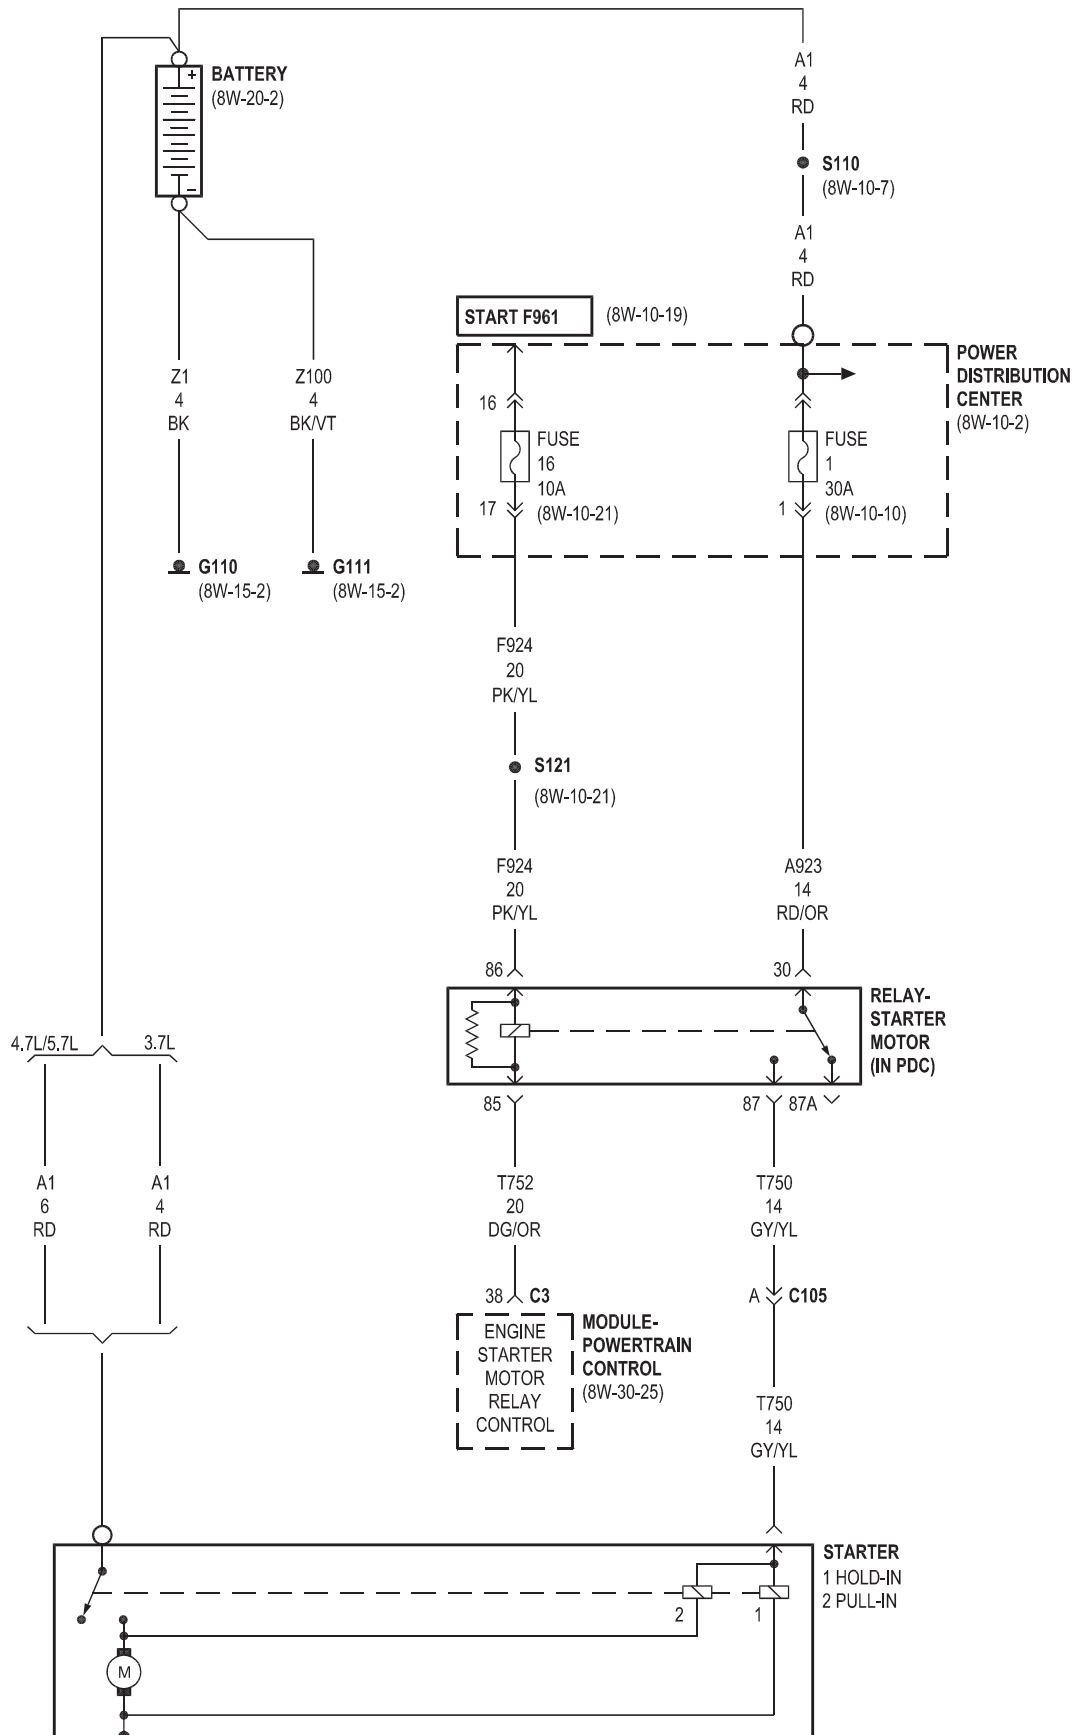 A1
4
RD
+
BATTERY
(8W-20-2)
–
S110
(8W-10-7)
A1
4
RD
START F961
(8W-10-19)
POWER
DISTRIBUTION
CENTER
(8W-10-2)
Z1
4
BK
Z100
4
BK/VT
16
FUSE
16
10A
(8W-10-21)
17
FUSE
1
30A
(8W-10-10)
1
G110
(8W-15-2)
G111
(8W-15-2)
F924
20
PK/YL
S121
(8W-10-21)
F924
20
PK/YL
A923
14
RD/OR
86
30
RELAY-
STARTER
MOTOR
(IN PDC)
4.7L/5.7L
3.7L
85
87
87A
A1
6
RD
A1
4
RD
T752
20
DG/OR
T750
14
GY/YL
38
C3
A
C105
ENGINE
STARTER
MOTOR
RELAY
CONTROL
MODULE-
POWERTRAIN
CONTROL
(8W-30-25)
T750
14
GY/YL
STARTER
1 HOLD-IN
2 PULL-IN
2
1
M